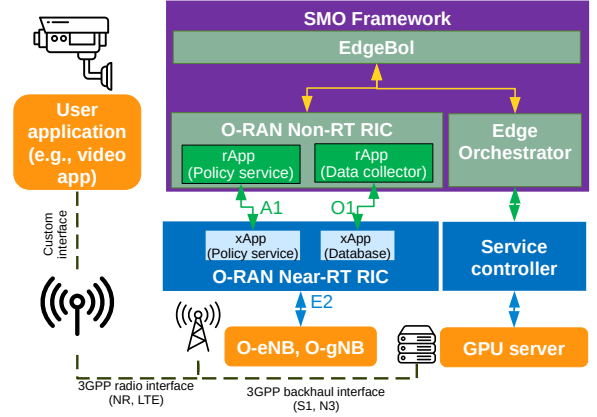 SMO Framework
EdgeBol
User
application
(e.g., video
app)
O-RAN Non-RT RIC
rApp
(Policy service)
rApp
(Data collector)
Edge
Orchestrator
A1
O1
Custom
interface
xApp
(Policy service)
xApp
(Database)
O-RAN Near-RT RIC
Service
controller
E2
O-eNB, O-gNB
GPU server
3GPP radio interface
(NR, LTE)
3GPP backhaul interface
(S1, N3)